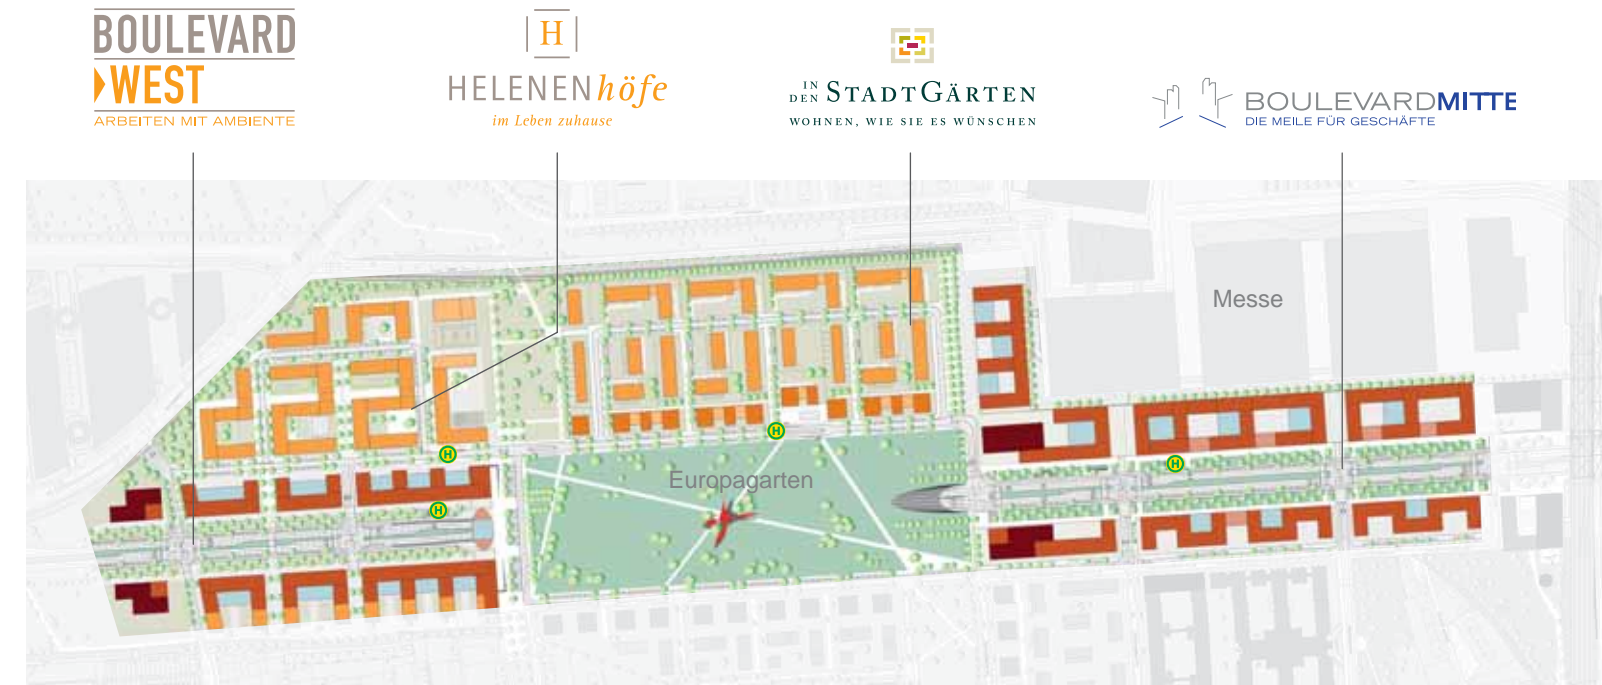 BOULEVARD
WEST
ARBEITEN MIT AMBIENTE
H
HELENENhöfe
im Leben zuhause
IN DEN STADTGÄRTEN
WOHNEN, WIE SIE ES WÜNSCHEN
BOULEVARDMITTE
DIE MEILE FÜR GESCHÄFTE
Messe
H
H
H
H
Europagarten